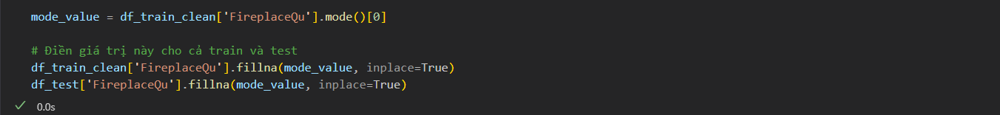 mode_value = df_train_clean['FireplaceQu'].mode()[0]
# Điền giá trị này cho cả train và test
df_train_clean['FireplaceQu'].fillna(mode_value, inplace=True)
df_test['FireplaceQu'].fillna(mode_value, inplace=True)
0.0s